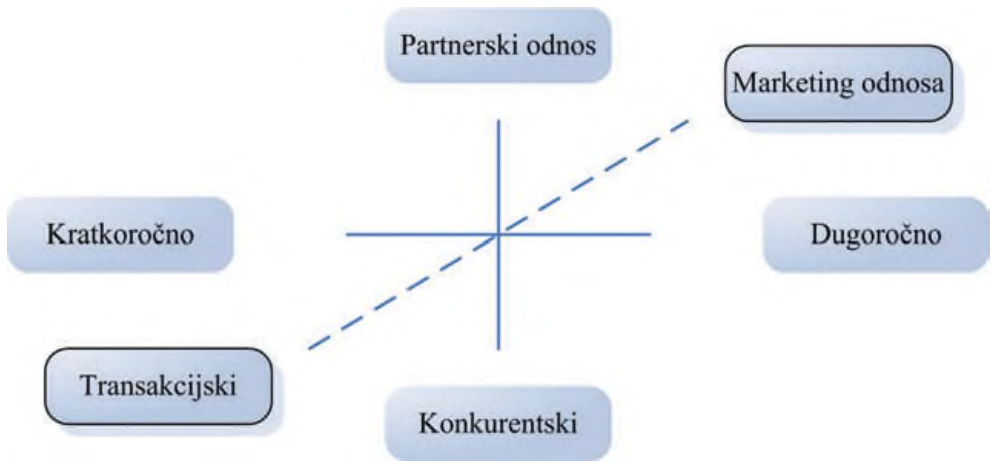 Partnerski odnos
Marketing odnosa
Kratkoročno
Dugoročno
Transakcijski
Konkurentski